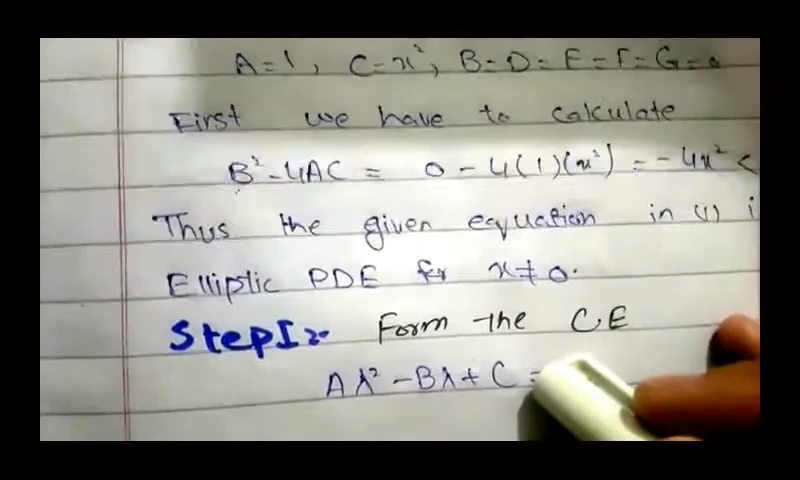 A=1, C=x², B=D=E=F=G=0
First we have to calculate
B²-4AC = 0-4(1)(x²) = -4x² <
Thus the given equation in (1) i
Elliptic PDE for x≠0.
Step I:- Form the C.E
Aλ²-Bλ+C =